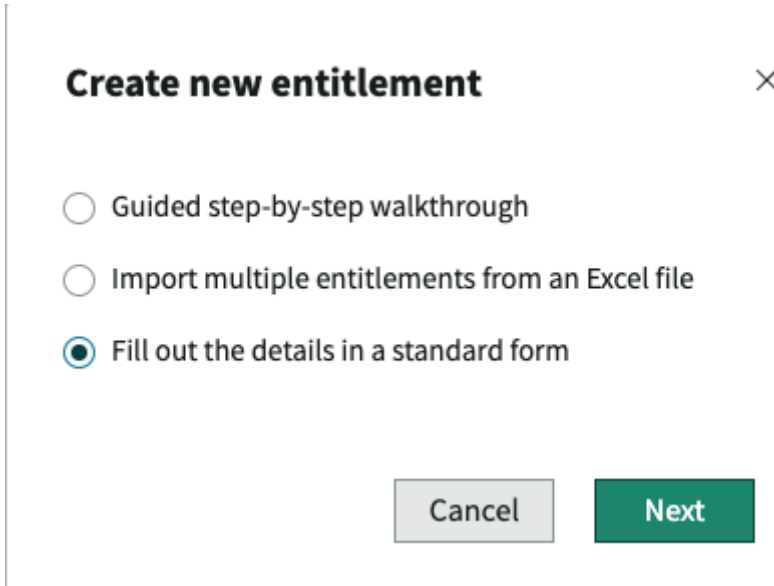 Create new entitlement
Guided step-by-step walkthrough
Import multiple entitlements from an Excel file
Fill out the details in a standard form
Cancel
Next